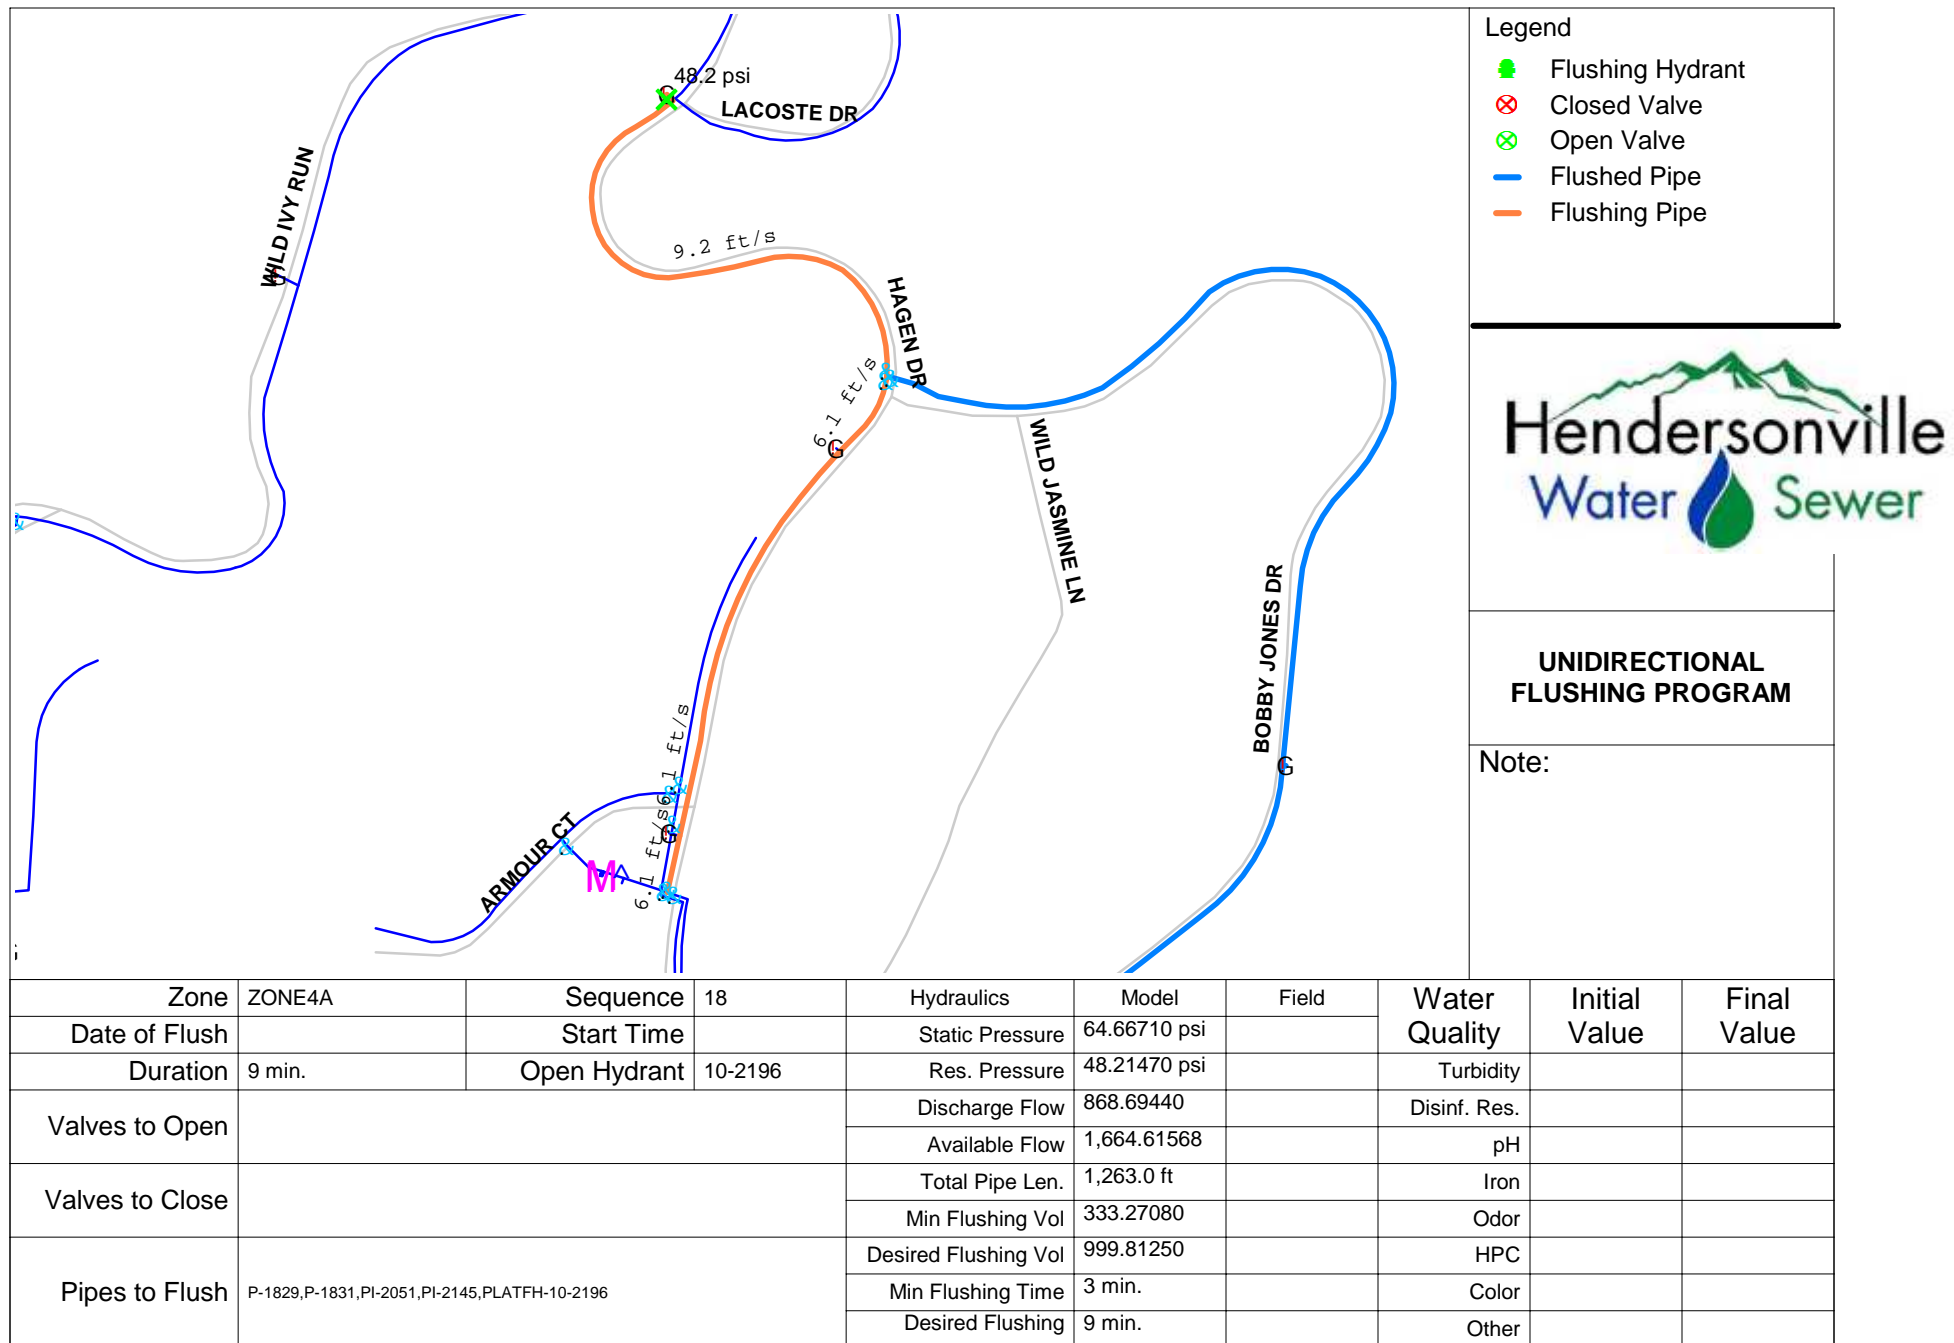 48.2 psi
G
LACOSTE DR
WILD IVY RUN
G
9.2 ft/s
HAGEN DR
6.1 ft/s
G
WILD JASMINE LN
BOBBY JONES DR
G
6.1 ft/s
6.1 ft/s
G
ARMOUR CT
M
Legend
Flushing Hydrant
Closed Valve
Open Valve
Flushed Pipe
Flushing Pipe
Hendersonville
Water Sewer
UNIDIRECTIONAL
FLUSHING PROGRAM
Note:
Zone ZONE4A Sequence 18 Hydraulics Model Field Water Quality Initial Value Final Value
Date of Flush Start Time Static Pressure 64.66710 psi
Duration 9 min. Open Hydrant 10-2196 Res. Pressure 48.21470 psi Turbidity
Valves to Open Discharge Flow 868.69440 Disinf. Res.
Available Flow 1,664.61568 pH
Valves to Close Total Pipe Len. 1,263.0 ft Iron
Min Flushing Vol 333.27080 Odor
Pipes to Flush P-1829,P-1831,PI-2051,PI-2145,PLATFH-10-2196 Desired Flushing Vol 999.81250 HPC
Min Flushing Time 3 min. Color
Desired Flushing 9 min. Other